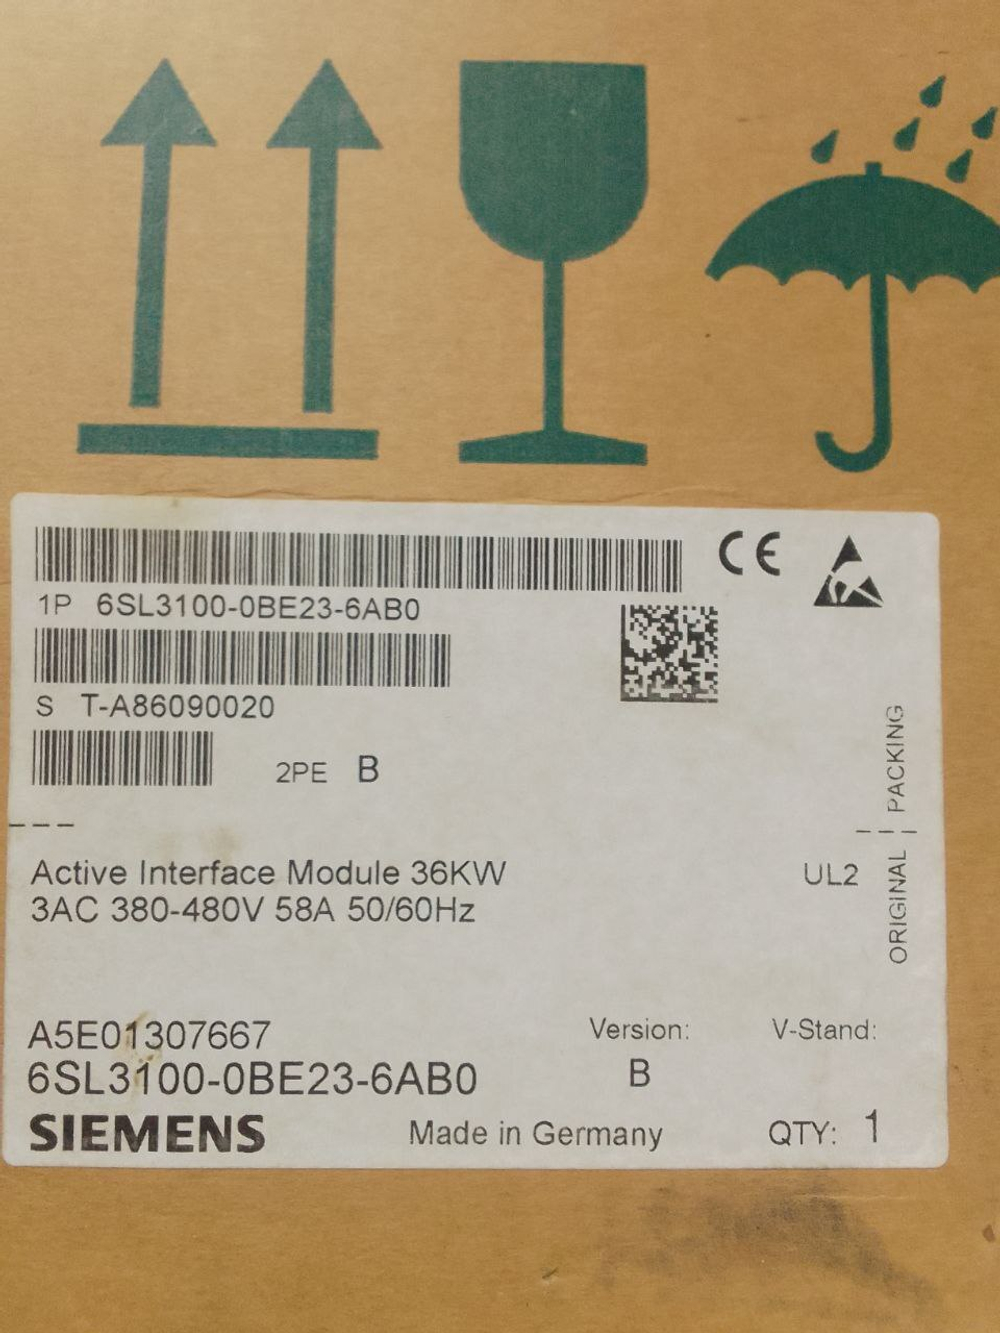 CE
1P 6SL3100-0BE23-6AB0
S T-A86090020
2PE B
ORIGINAL PACKING
Active Interface Module 36KW
UL2
3AC 380-480V 58A 50/60Hz
A5E01307667
Version:
V-Stand:
6SL3100-0BE23-6AB0
B
SIEMENS
Made in Germany
QTY: 1